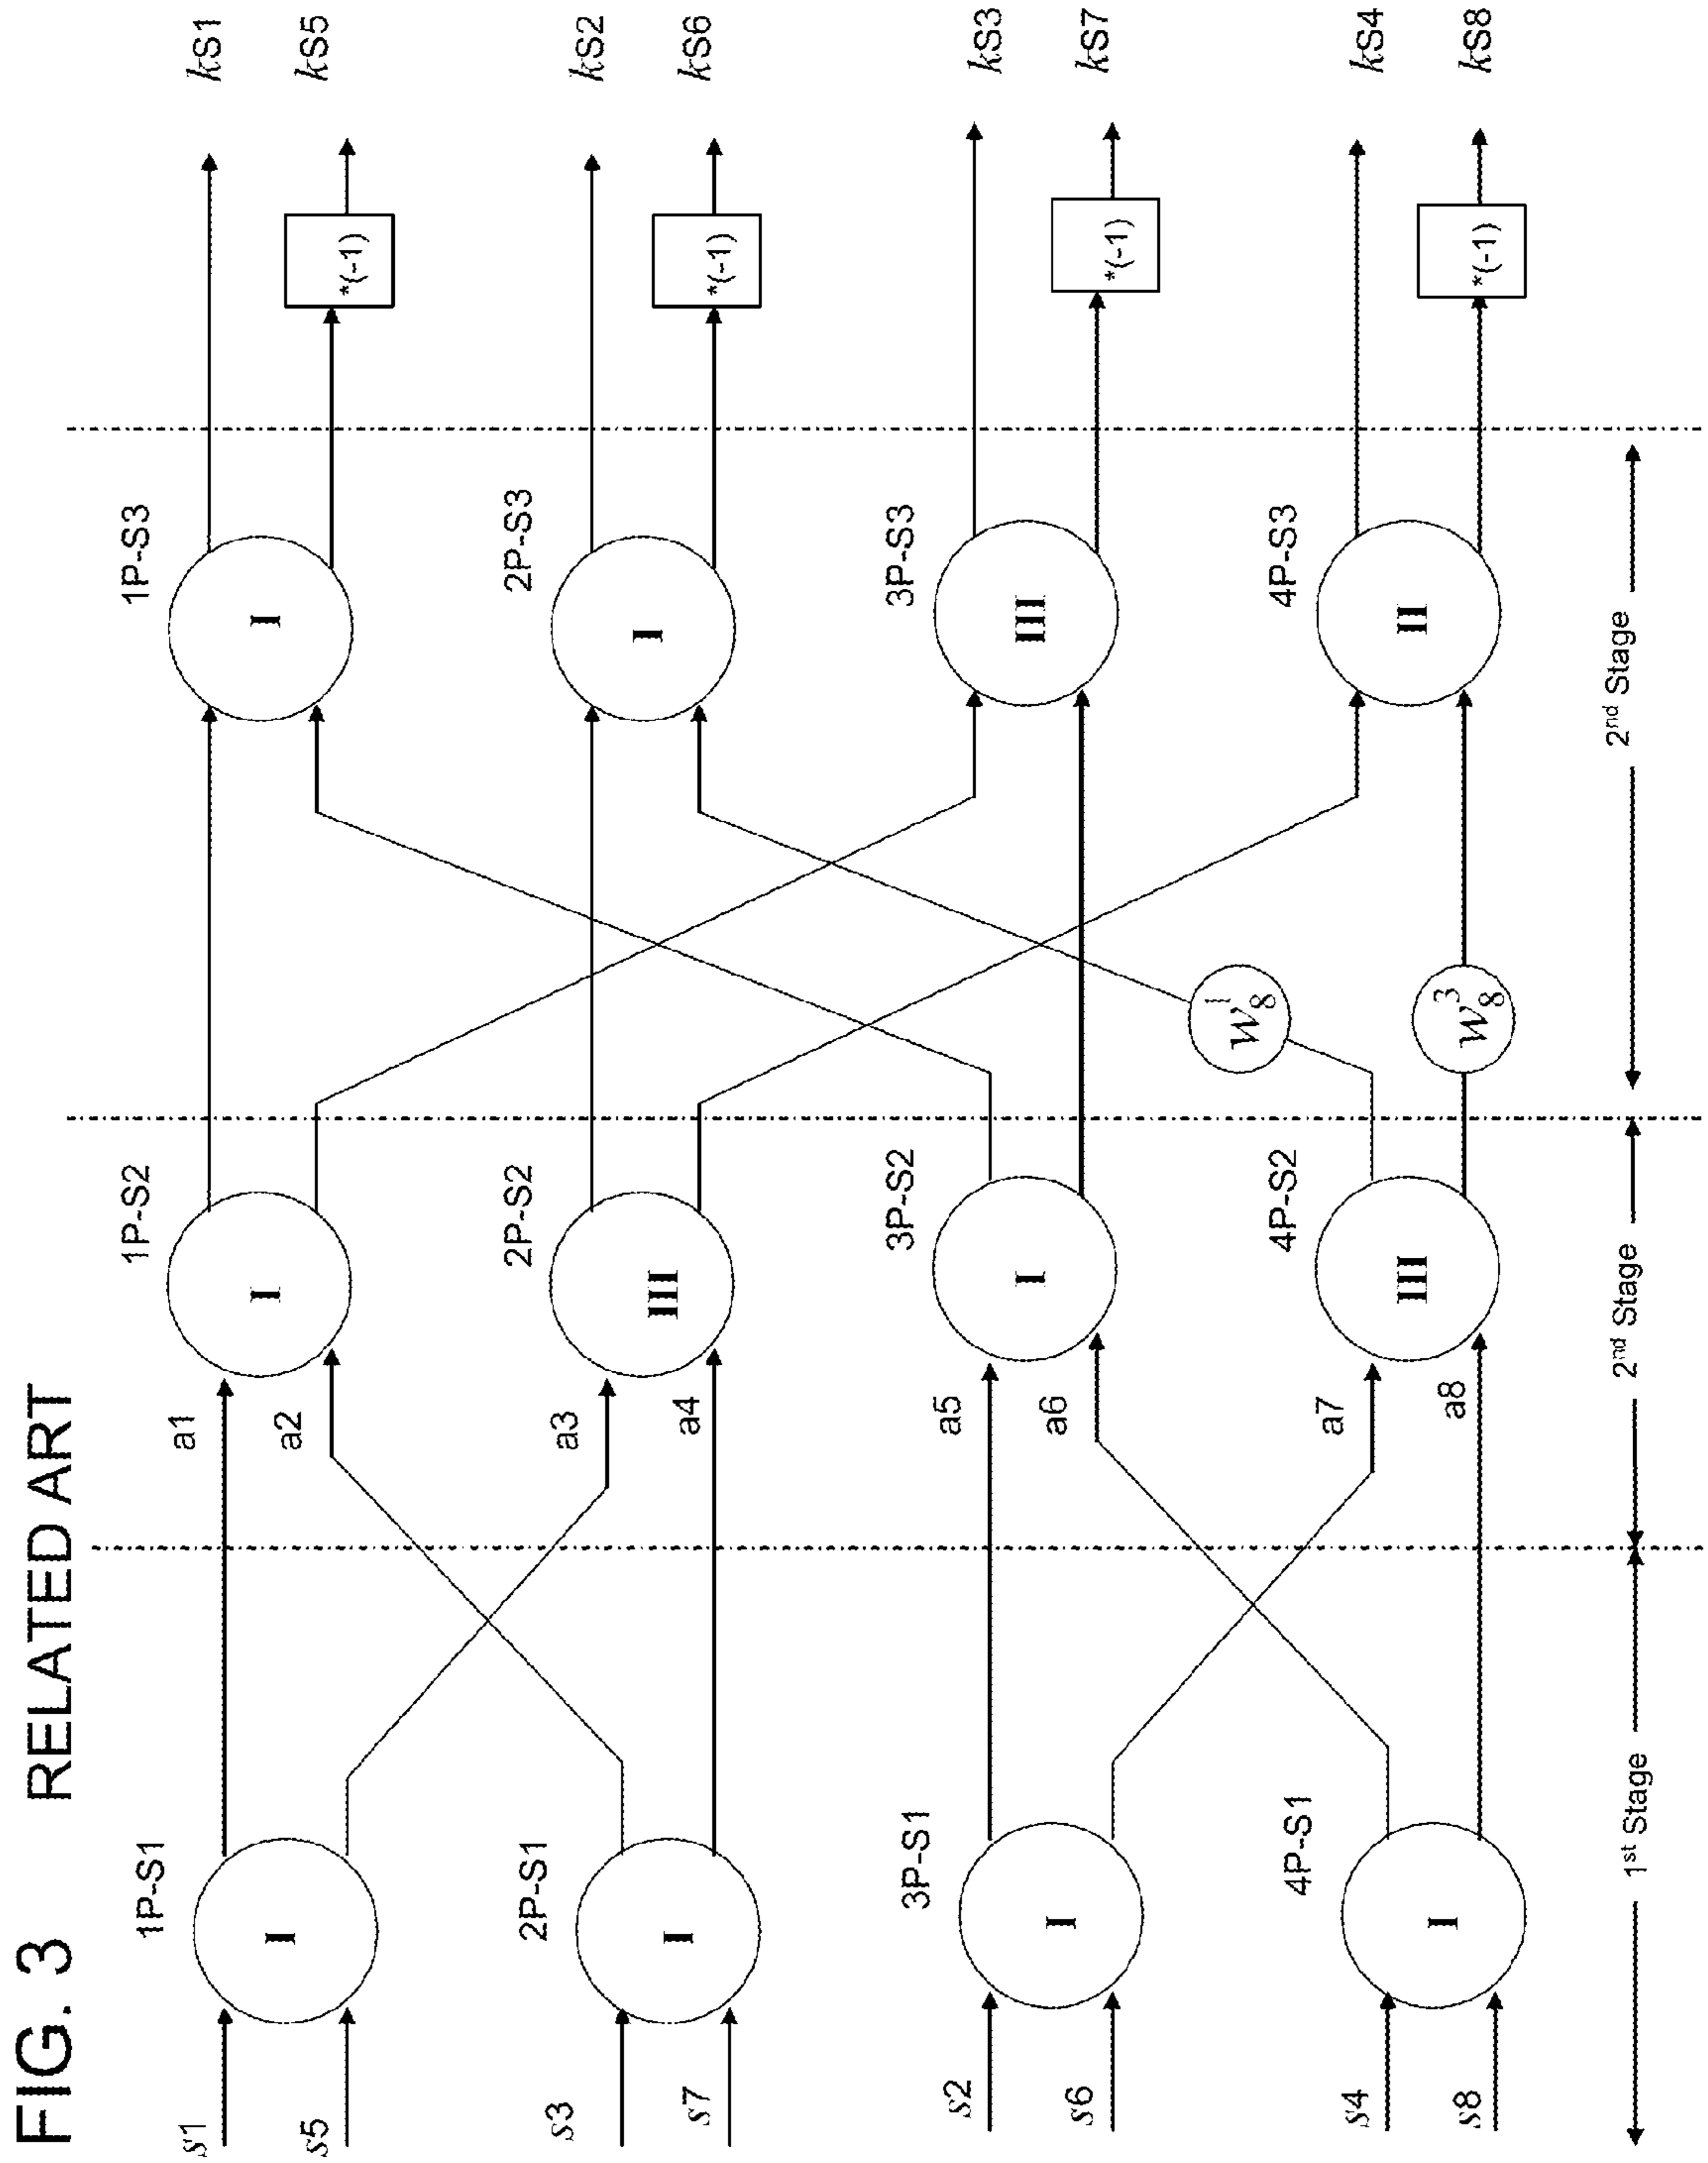 FIG. 3 RELATED ART
s1
s5
s3
s7
s2
s6
s4
s8
1P-S1
I
2P-S1
I
3P-S1
I
4P-S1
I
a1
a2
a3
a4
a5
a6
a7
a8
1P-S2
I
2P-S2
III
3P-S2
I
4P-S2
III
w₈¹
w₈³
1P-S3
I
2P-S3
I
3P-S3
III
4P-S3
II
*(-1)
*(-1)
*(-1)
*(-1)
kS1
kS5
kS2
kS6
kS3
kS7
kS4
kS8
1st Stage
2nd Stage
2nd Stage